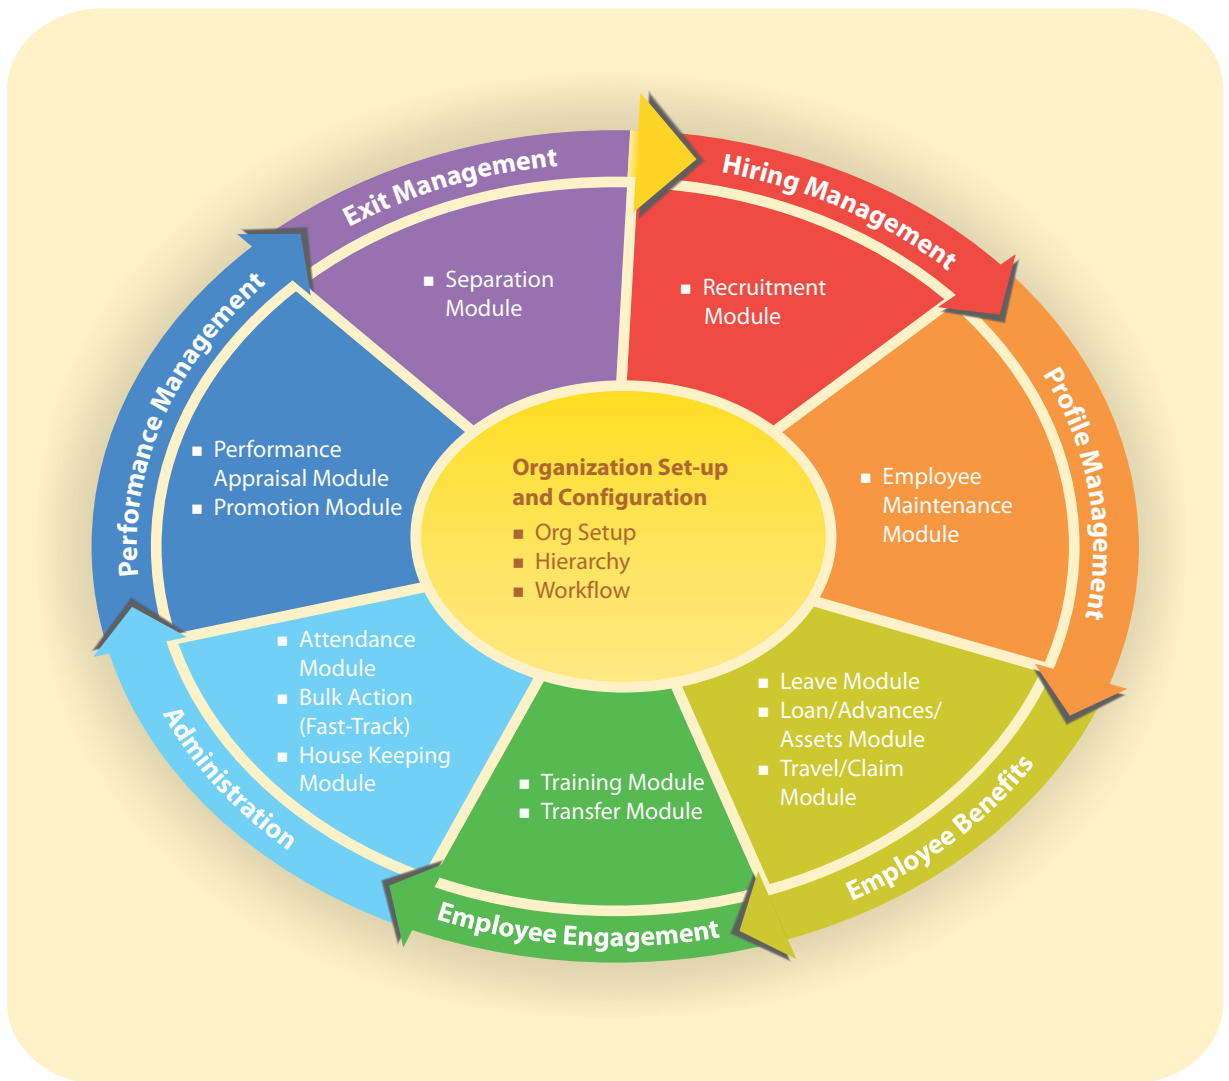 Hiring Management
▪ Recruitment
Module
Profile Management
▪ Employee
Maintenance
Module
Employee Benefits
▪ Leave Module
▪ Loan/Advances/
Assets Module
▪ Travel/Claim
Module
Employee Engagement
▪ Training Module
▪ Transfer Module
Administration
▪ Attendance
Module
▪ Bulk Action
(Fast-Track)
▪ House Keeping
Module
Performance Management
▪ Performance
Appraisal Module
▪ Promotion Module
Exit Management
▪ Separation
Module
Organization Set-up
and Configuration
▪ Org Setup
▪ Hierarchy
▪ Workflow